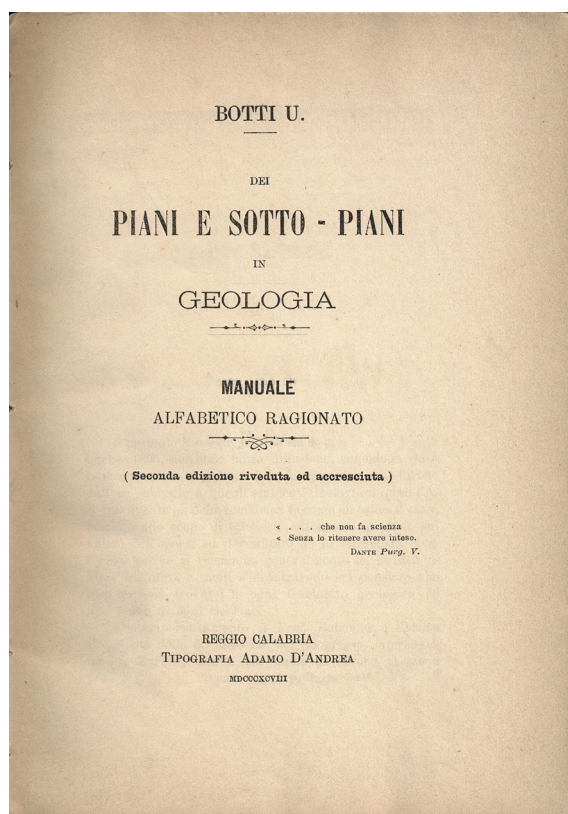 BOTTI U.
DEI
PIANI E SOTTO - PIANI
IN
GEOLOGIA
MANUALE
ALFABETICO RAGIONATO
( Seconda edizione riveduta ed accresciuta )
« . . . che non fa scienza
« Senza lo ritenere avere inteso.
DANTE Purg. V.
REGGIO CALABRIA
TIPOGRAFIA ADAMO D'ANDREA
MDCCCXCVIII